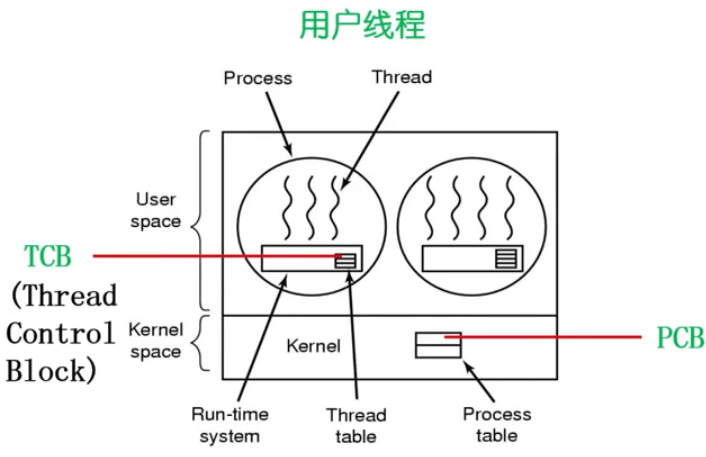 用户线程
Process
Thread
User
space
TCB
(Thread
Control
Block)
Kernel
space
Kernel
PCB
Run-time
system
Thread
table
Process
table